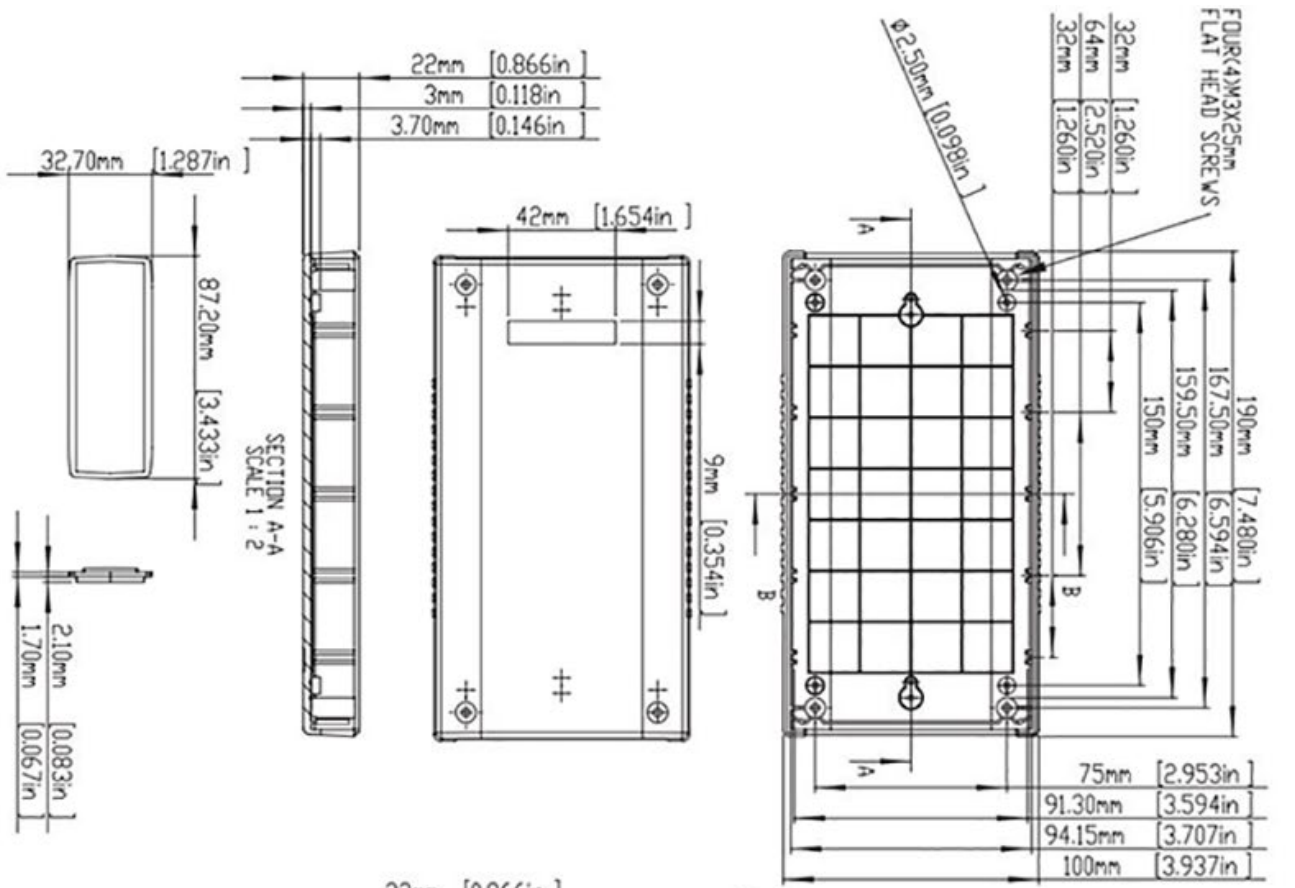 FOUR(4)M3X25mm
FLAT HEAD SCREWS
32mm [1.260in]
64mm [2.520in]
32mm [1.260in]
Ø2.50mm [0.098in]
22mm [0.866in]
3mm [0.118in]
3.70mm [0.146in]
32.70mm [1.287in]
42mm [1.654in]
A
87.20mm [3.433in]
9mm [0.354in]
190mm [7.480in]
167.50mm [6.594in]
159.50mm [6.280in]
150mm [5.906in]
SECTION A-A
SCALE 1 : 2
B
B
2.10mm [0.083in]
1.70mm [0.067in]
A
75mm [2.953in]
91.30mm [3.594in]
94.15mm [3.707in]
100mm [3.937in]